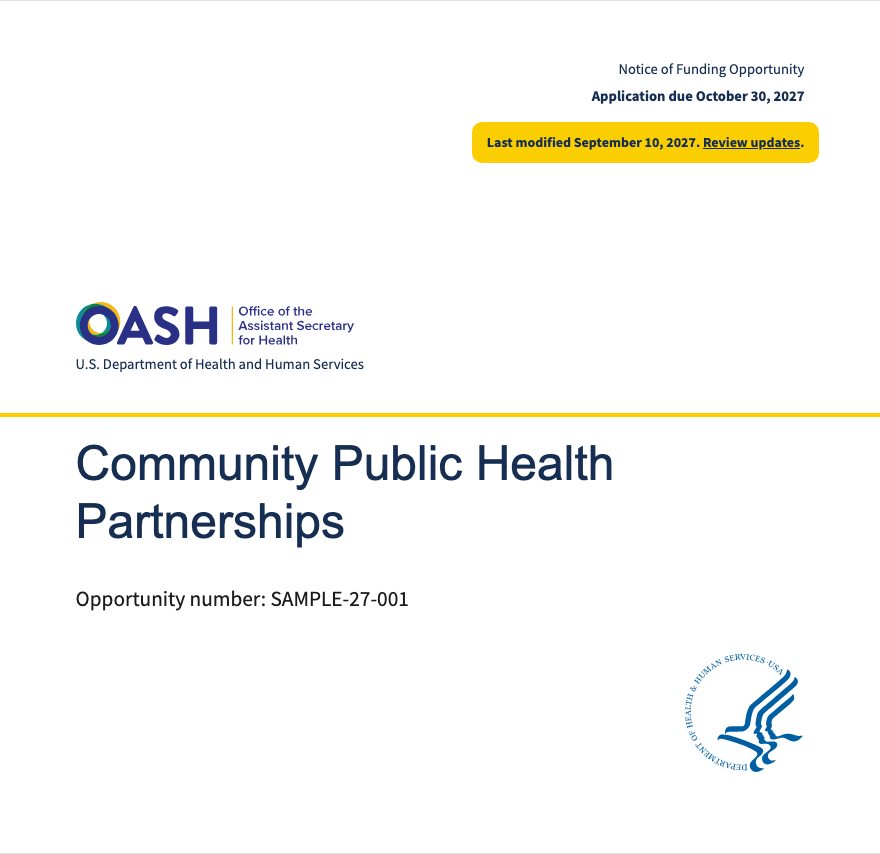 Notice of Funding Opportunity
Application due October 30, 2027
Last modified September 10, 2027. Review updates.
OASH
Office of the
Assistant Secretary
for Health
U.S. Department of Health and Human Services
Community Public Health
Partnerships
Opportunity number: SAMPLE-27-001
DEPARTMENT OF HEALTH & HUMAN SERVICES·USA